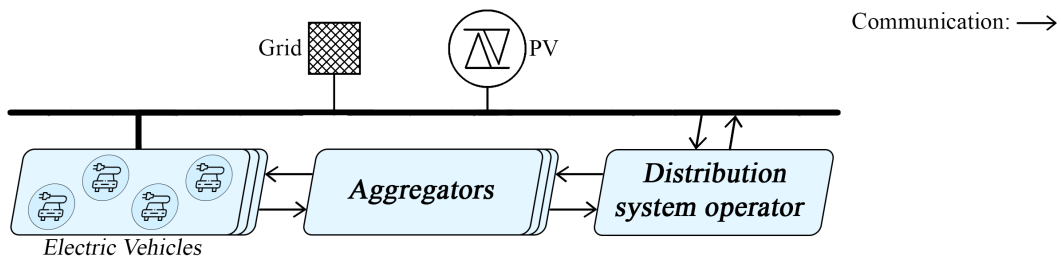 Communication:
Grid
PV
Aggregators
Distribution
system operator
Electric Vehicles